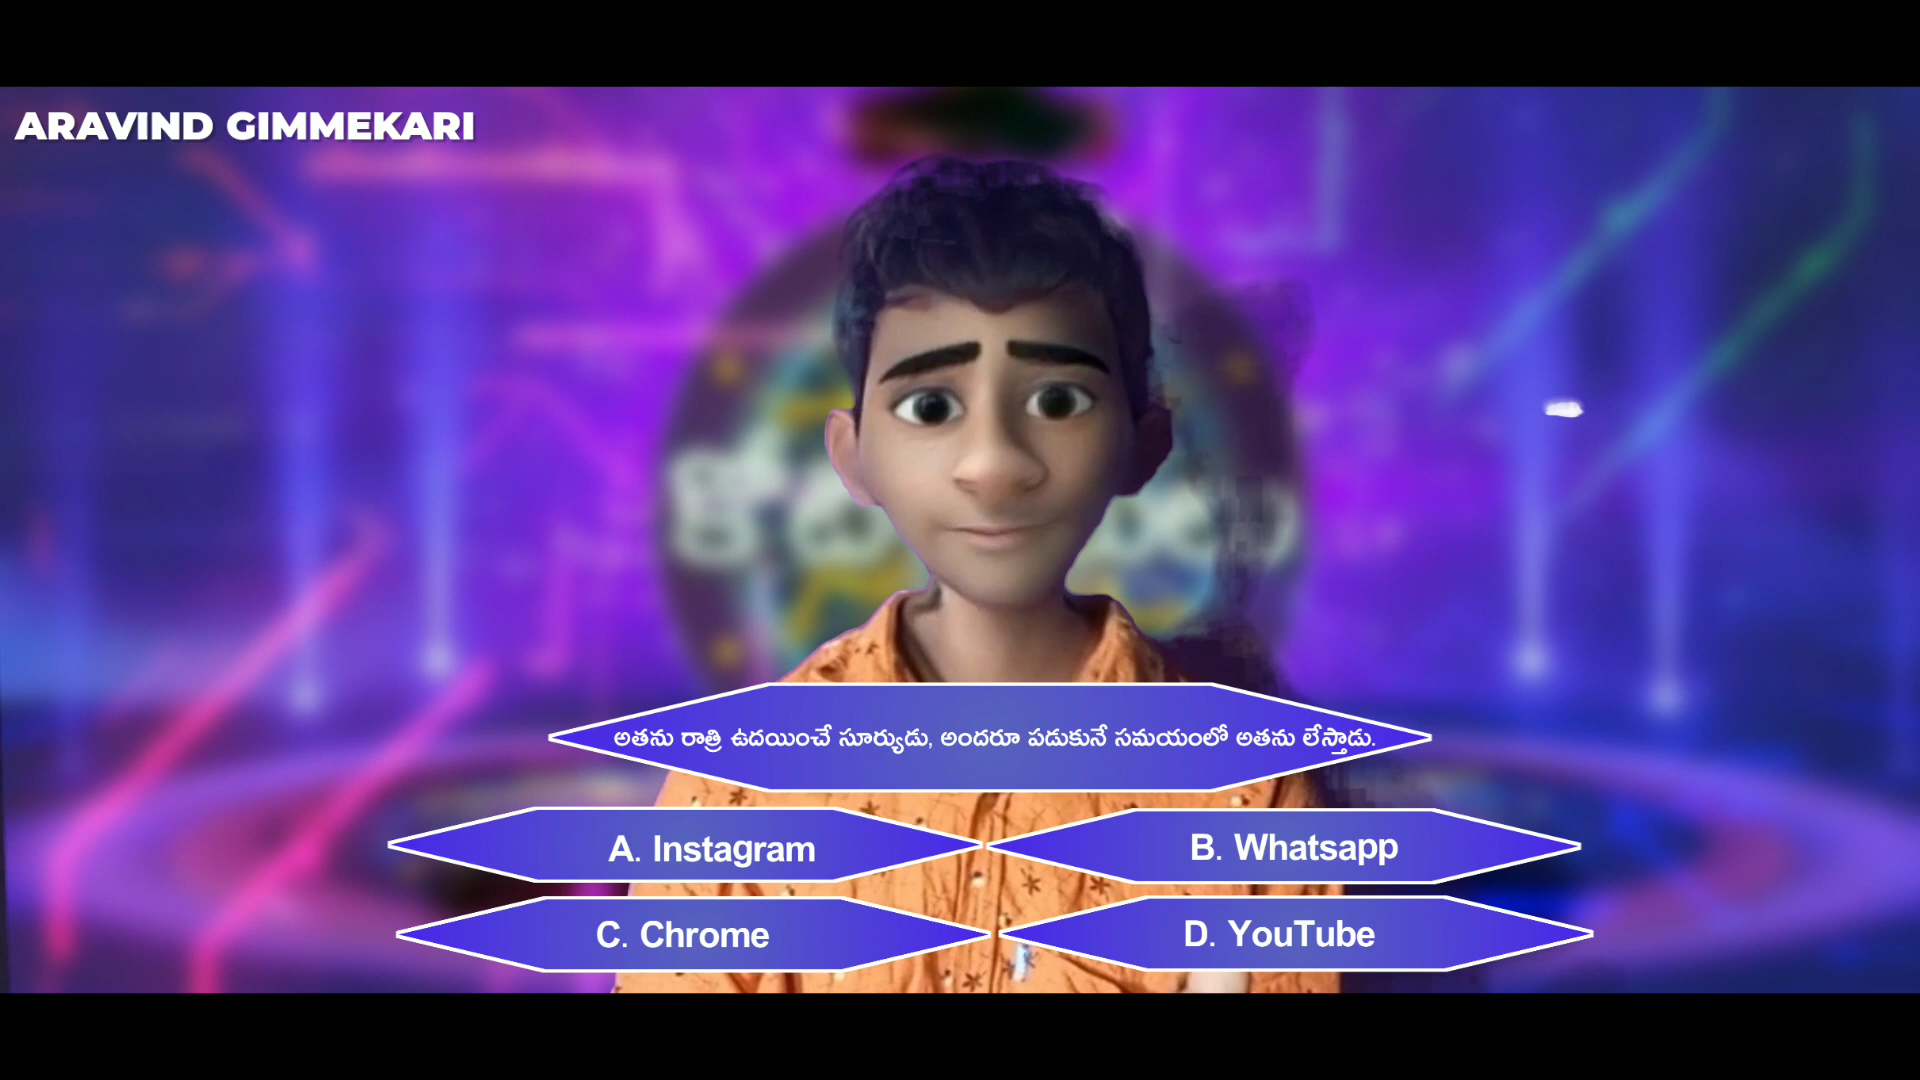 ARAVIND GIMMEKARI
అతను రాత్రి ఉదయించే సూర్యుడు, అందరూ పడుకునే సమయంలో అతను లేస్తాడు.
A. Instagram
B. Whatsapp
C. Chrome
D. YouTube